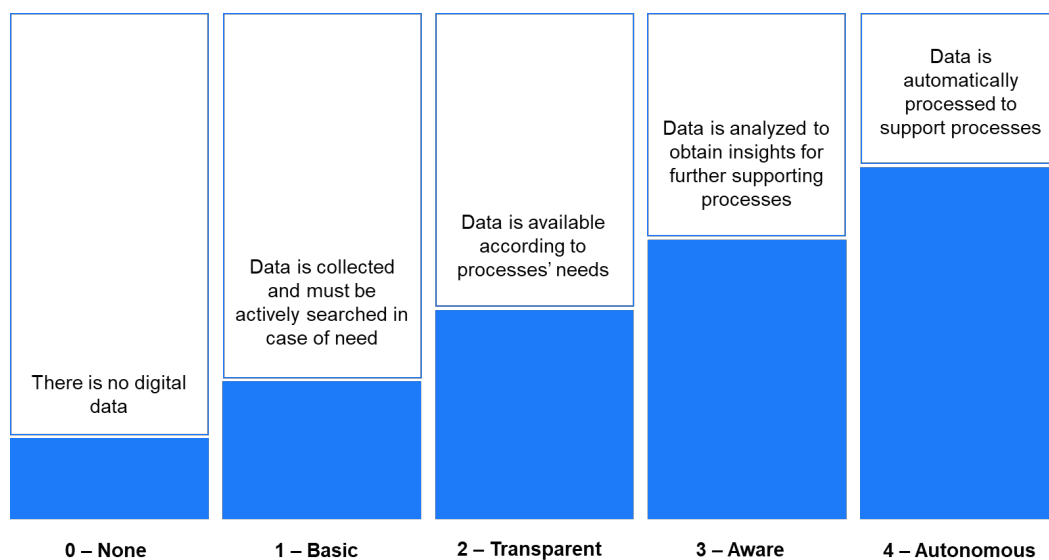 There is no digital
data
Data is collected
and must be
actively searched in
case of need
Data is available
according to
processes’ needs
Data is analyzed to
obtain insights for
further supporting
processes
Data is
automatically
processed to
support processes
0 – None
1 – Basic
2 – Transparent
3 – Aware
4 – Autonomous